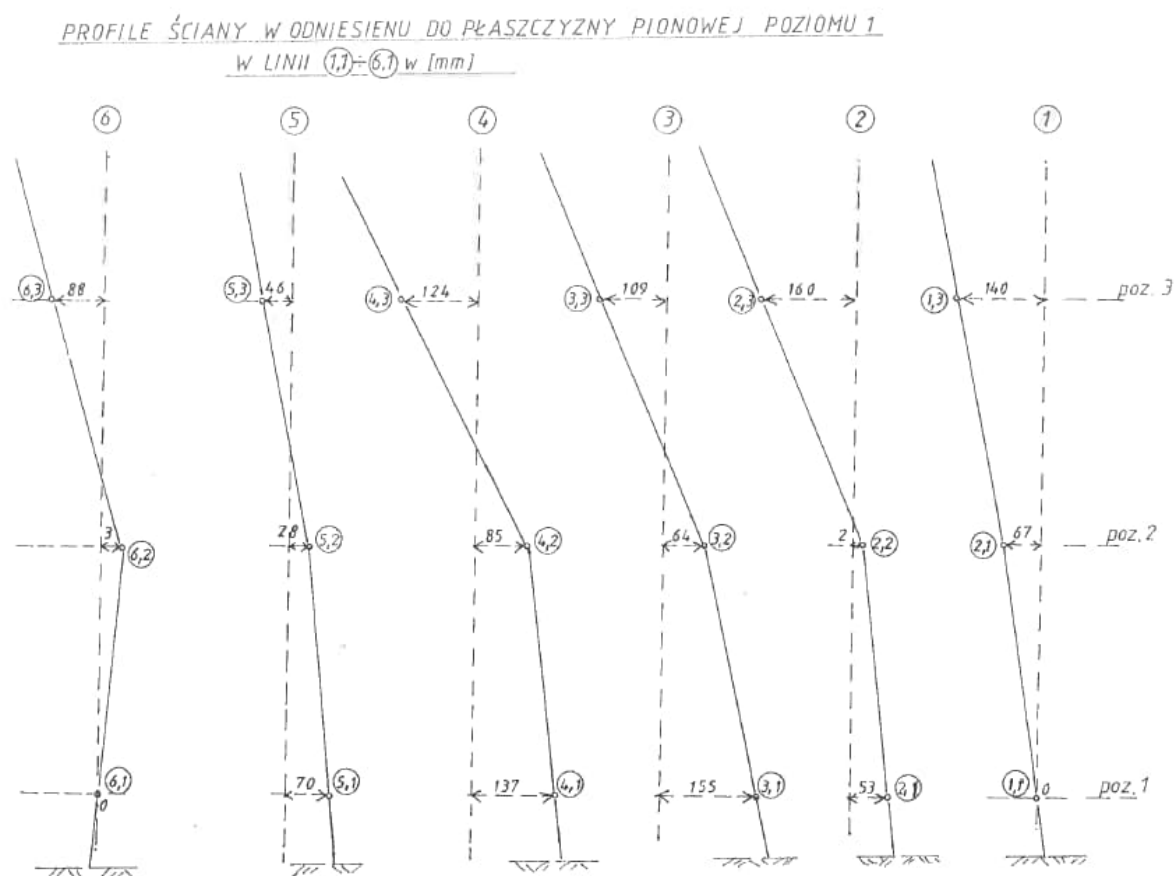 PROFILE ŚCIANY W ODNIESIENU DO PŁASZCZYZNY PIONOWEJ POZIOMU 1
W LINII 1,1÷6,1 w [mm]
6 5 4 3 2 1
6,3 88 5,3 46 4,3 124 3,3 109 2,3 160 1,3 140 poz. 3
3 6,2 28 5,2 85 4,2 64 3,2 2 2,2 2,1 67 poz. 2
6,1 0 70 5,1 137 4,1 155 3,1 53 2,1 1,1 0 poz. 1